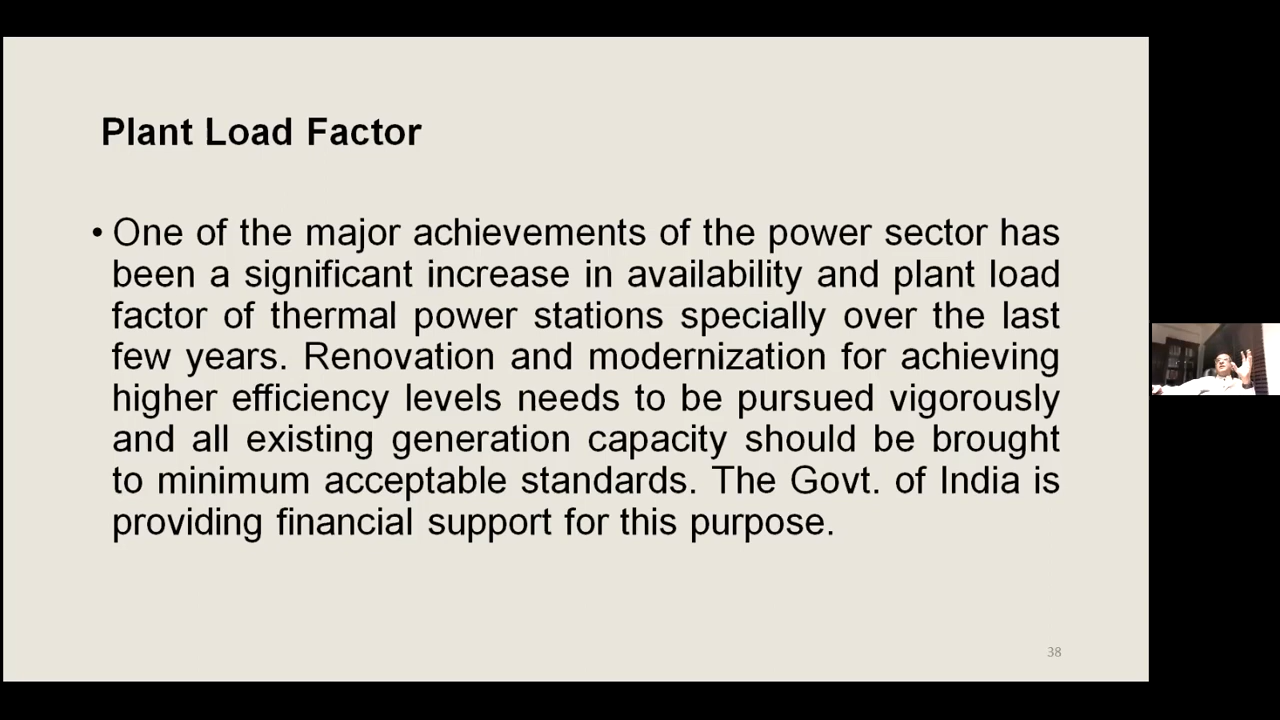 Plant Load Factor
• One of the major achievements of the power sector has
been a significant increase in availability and plant load
factor of thermal power stations specially over the last
few years. Renovation and modernization for achieving
higher efficiency levels needs to be pursued vigorously
and all existing generation capacity should be brought
to minimum acceptable standards. The Govt. of India is
providing financial support for this purpose.
38